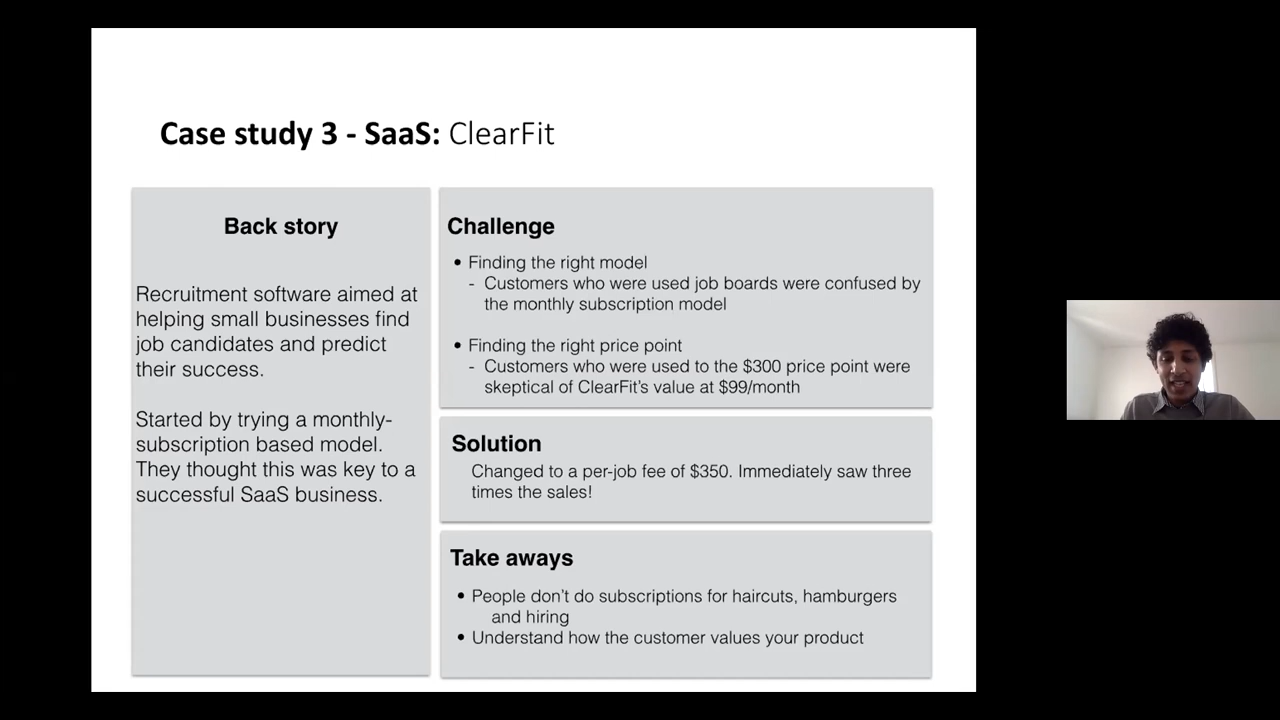 Case study 3 - SaaS: ClearFit
Back story
Recruitment software aimed at
helping small businesses find
job candidates and predict
their success.
Started by trying a monthly-
subscription based model.
They thought this was key to a
successful SaaS business.
Challenge
• Finding the right model
- Customers who were used job boards were confused by
the monthly subscription model
• Finding the right price point
- Customers who were used to the $300 price point were
skeptical of ClearFit's value at $99/month
Solution
Changed to a per-job fee of $350. Immediately saw three
times the sales!
Take aways
• People don't do subscriptions for haircuts, hamburgers
and hiring
• Understand how the customer values your product